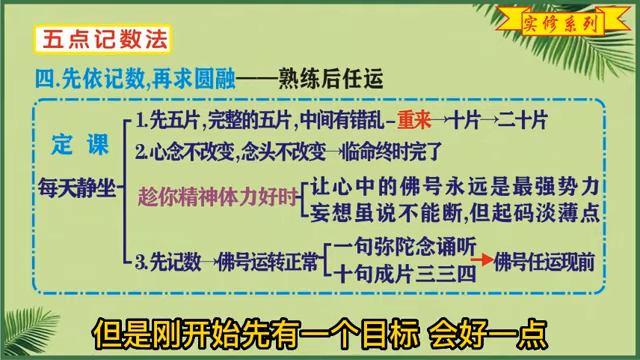 实修系列
五点记数法
四.先依记数,再求圆融——熟练后任运
定课
每天静坐
1.先五片,完整的五片,中间有错乱-重来→十片→二十片
2.心念不改变,念头不改变→临命终时完了
趁你精神体力好时
让心中的佛号永远是最强势力
妄想虽说不能断,但起码淡薄点
3.先记数→佛号运转正常
一句弥陀念诵听
十句成片三三四
→佛号任运现前
但是刚开始先有一个目标 会好一点